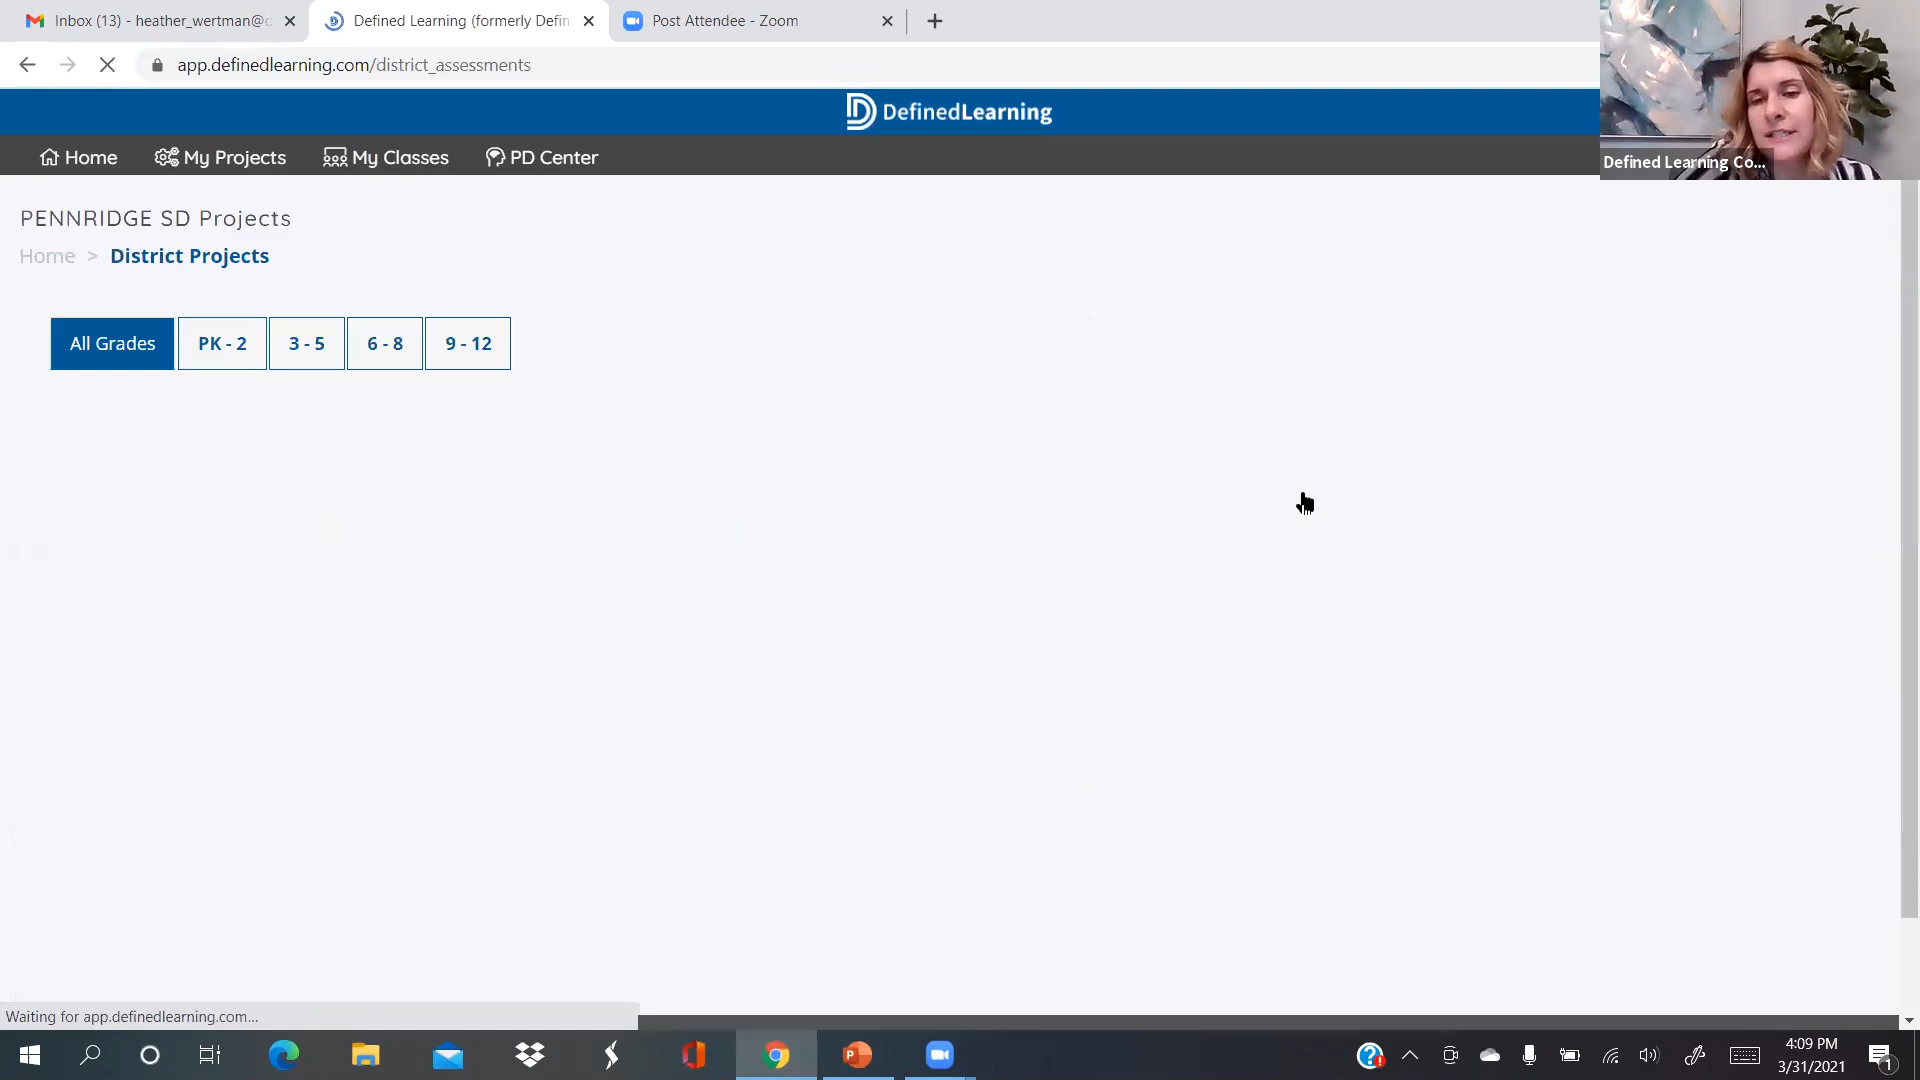 Inbox (13) - heather_wertman@d
Defined Learning (formerly Defin
Post Attendee - Zoom
app.definedlearning.com/district_assessments
DefinedLearning
Home
My Projects
My Classes
PD Center
Defined Learning Co...
PENNRIDGE SD Projects
Home > District Projects
All Grades
PK - 2
3 - 5
6 - 8
9 - 12
Waiting for app.definedlearning.com...
4:09 PM
3/31/2021
1